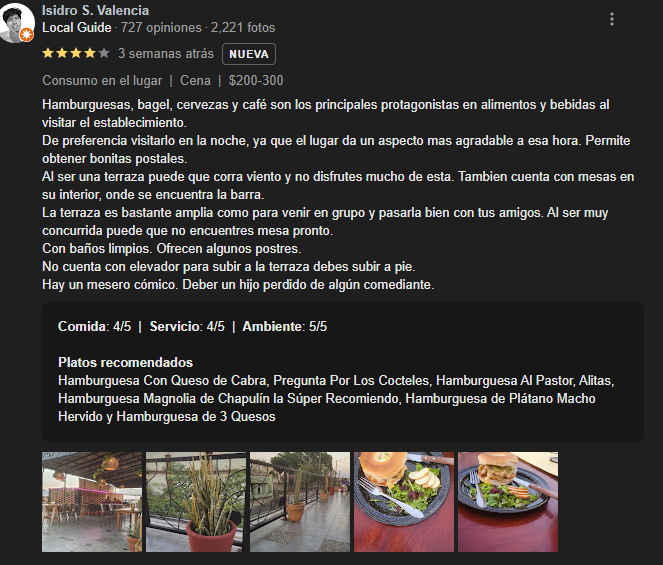 Isidro S. Valencia
Local Guide · 727 opiniones · 2,221 fotos
3 semanas atrás NUEVA
Consumo en el lugar | Cena | $200-300
Hamburguesas, bagel, cervezas y café son los principales protagonistas en alimentos y bebidas al
visitar el establecimiento.
De preferencia visitarlo en la noche, ya que el lugar da un aspecto mas agradable a esa hora. Permite
obtener bonitas postales.
Al ser una terraza puede que corra viento y no disfrutes mucho de esta. Tambien cuenta con mesas en
su interior, onde se encuentra la barra.
La terraza es bastante amplia como para venir en grupo y pasarla bien con tus amigos. Al ser muy
concurrida puede que no encuentres mesa pronto.
Con baños limpios. Ofrecen algunos postres.
No cuenta con elevador para subir a la terraza debes subir a pie.
Hay un mesero cómico. Deber un hijo perdido de algún comediante.
Comida: 4/5 | Servicio: 4/5 | Ambiente: 5/5
Platos recomendados
Hamburguesa Con Queso de Cabra, Pregunta Por Los Cocteles, Hamburguesa Al Pastor, Alitas,
Hamburguesa Magnolia de Chapulín la Súper Recomiendo, Hamburguesa de Plátano Macho
Hervido y Hamburguesa de 3 Quesos